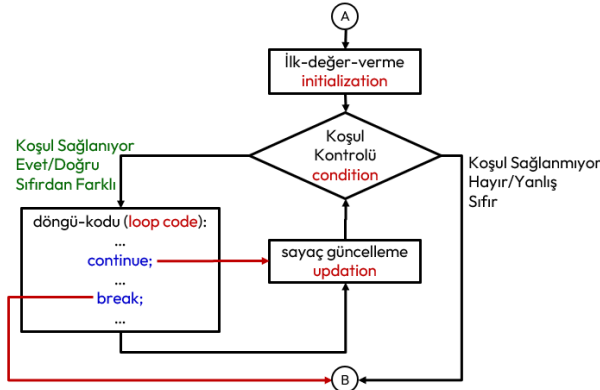 A
İlk-değer-verme
initialization
Koşul
Kontrolü
condition
Koşul Sağlanıyor
Evet/Doğru
Sıfırdan Farklı
Koşul Sağlanmıyor
Hayır/Yanlış
Sıfır
döngü-kodu (loop code):
...
continue;
...
break;
...
sayaç güncelleme
updation
B